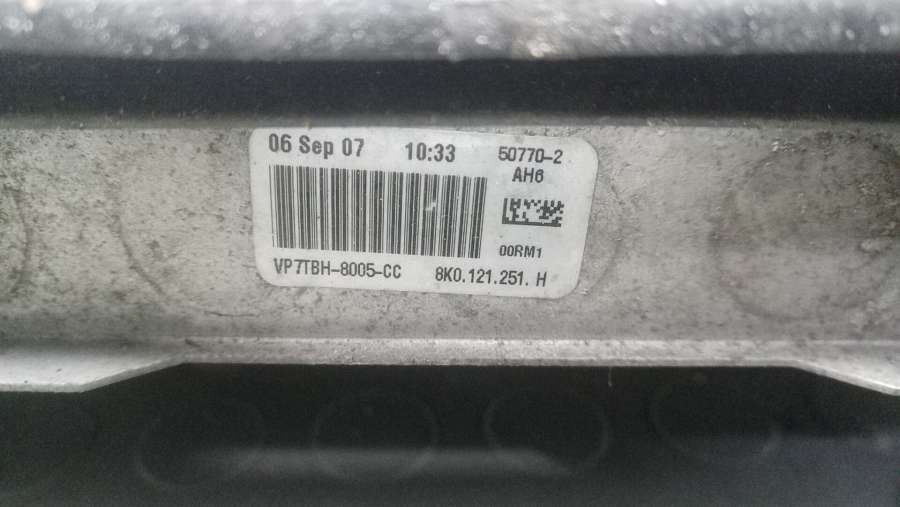 06 Sep 07 10:33 50770-2
AH6
00RM1
VP7TBH-8005-CC 8K0.121.251. H